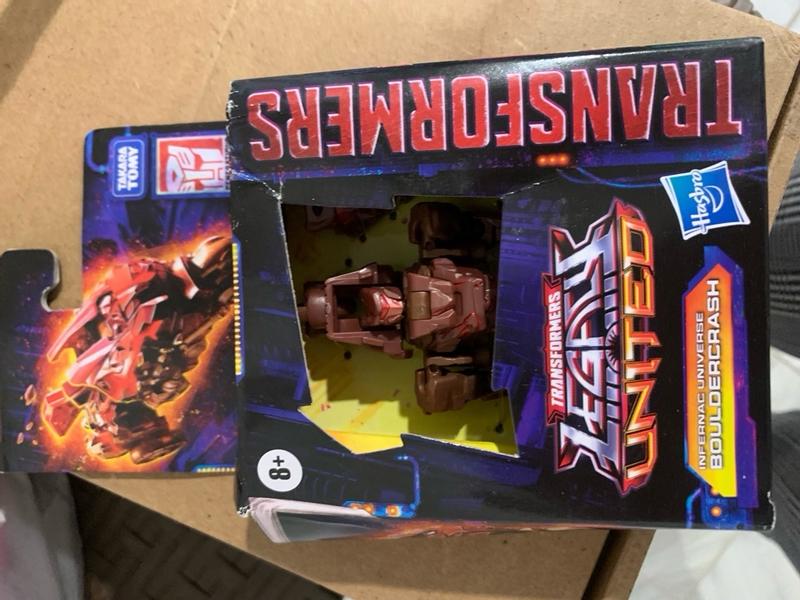 TAKARA
TOMY
TRANSFORMERS
Hasbro
TRANSFORMERS
LEGACY
UNITED
INFERNAC UNIVERSE
BOULDERCRASH
8+